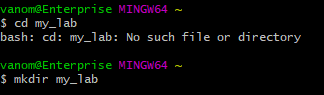 vanom@Enterprise MINGW64 ~
$ cd my_lab
bash: cd: my_lab: No such file or directory
vanom@Enterprise MINGW64 ~
$ mkdir my_lab